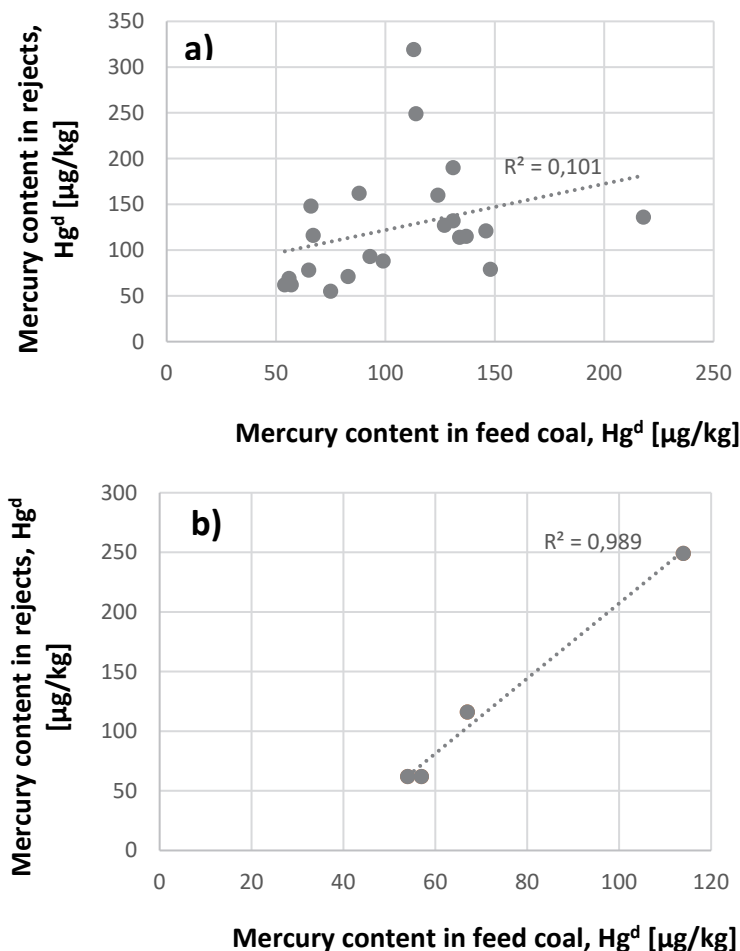 a)
Mercury content in rejects,
Hgᵈ [µg/kg]
350
300
250
200
150
100
50
0
R² = 0,101
0 50 100 150 200 250
Mercury content in feed coal, Hgᵈ [µg/kg]
b)
Mercury content in rejects, Hgᵈ
[µg/kg]
300
250
200
150
100
50
0
R² = 0,989
0 20 40 60 80 100 120
Mercury content in feed coal, Hgᵈ [µg/kg]